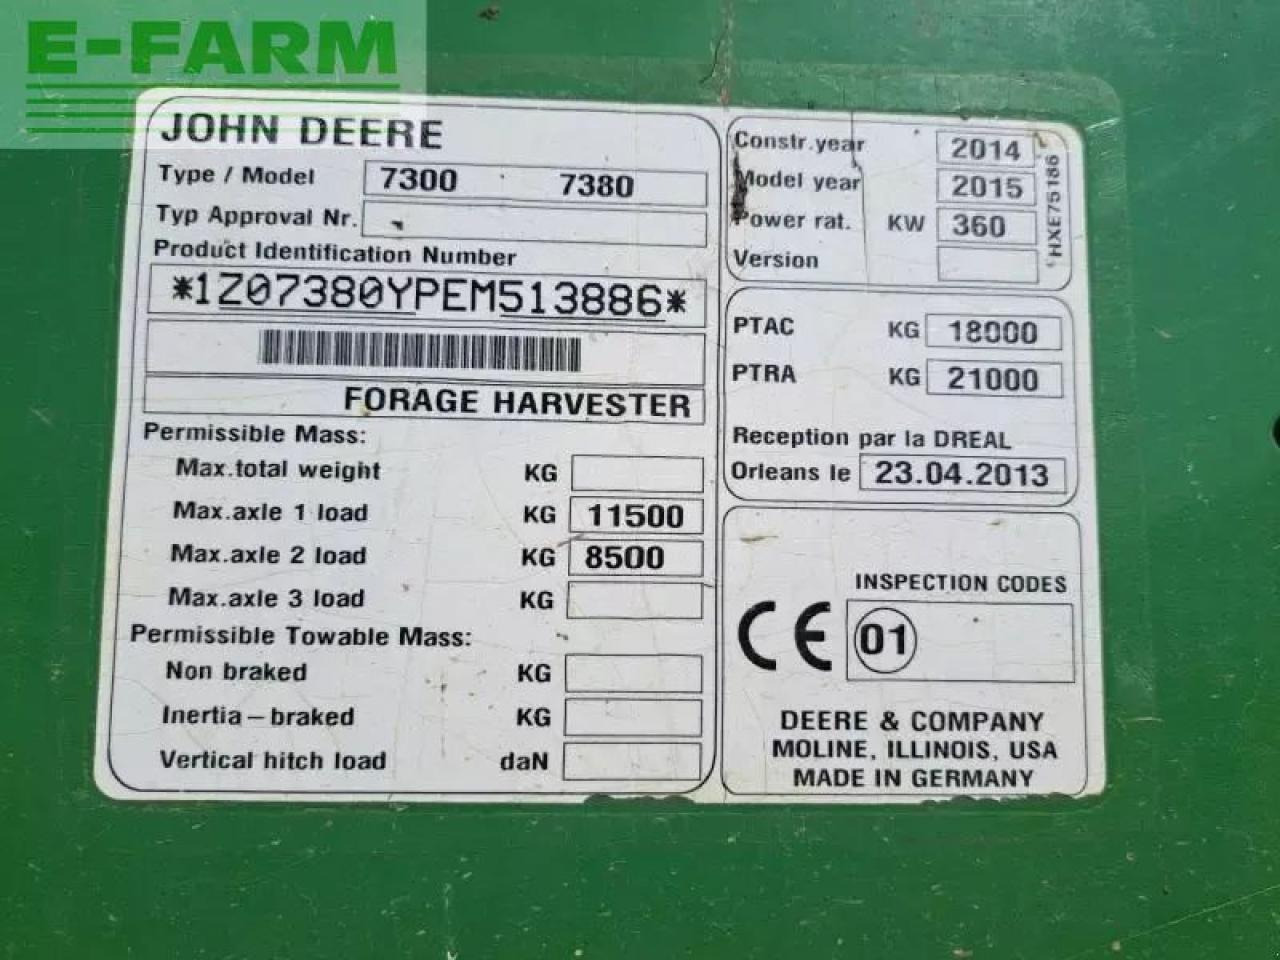 E-FARM
JOHN DEERE
Type / Model 7300 7380
Typ Approval Nr.
Product Identification Number
*1Z07380YPEM513886*
FORAGE HARVESTER
Permissible Mass:
Max.total weight KG
Max.axle 1 load KG 11500
Max.axle 2 load KG 8500
Max.axle 3 load KG
Permissible Towable Mass:
Non braked KG
Inertia – braked KG
Vertical hitch load daN
Constr.year 2014
Model year 2015
Power rat. KW 360
Version
HXE75186
PTAC KG 18000
PTRA KG 21000
Reception par la DREAL
Orleans le 23.04.2013
INSPECTION CODES
CE 01
DEERE & COMPANY
MOLINE, ILLINOIS, USA
MADE IN GERMANY